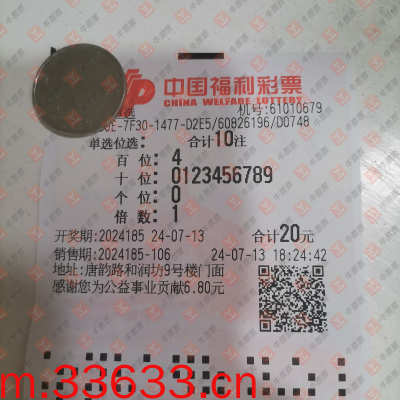 中国福利彩票
CHINA WELFARE LOTTERY
单选
机号:61010679
-7F30-1477-D2E5/60826196/D0748
单选位选: 合计10注
百位: 4
十位: 0123456789
个位: 0
倍数: 1
开奖期:2024185 24-07-13 合计20元
销售期:2024185-106 24-07-13 18:24:42
地址:唐韵路和润坊9号楼门面
感谢您为公益事业贡献6.80元
m.33633.cn